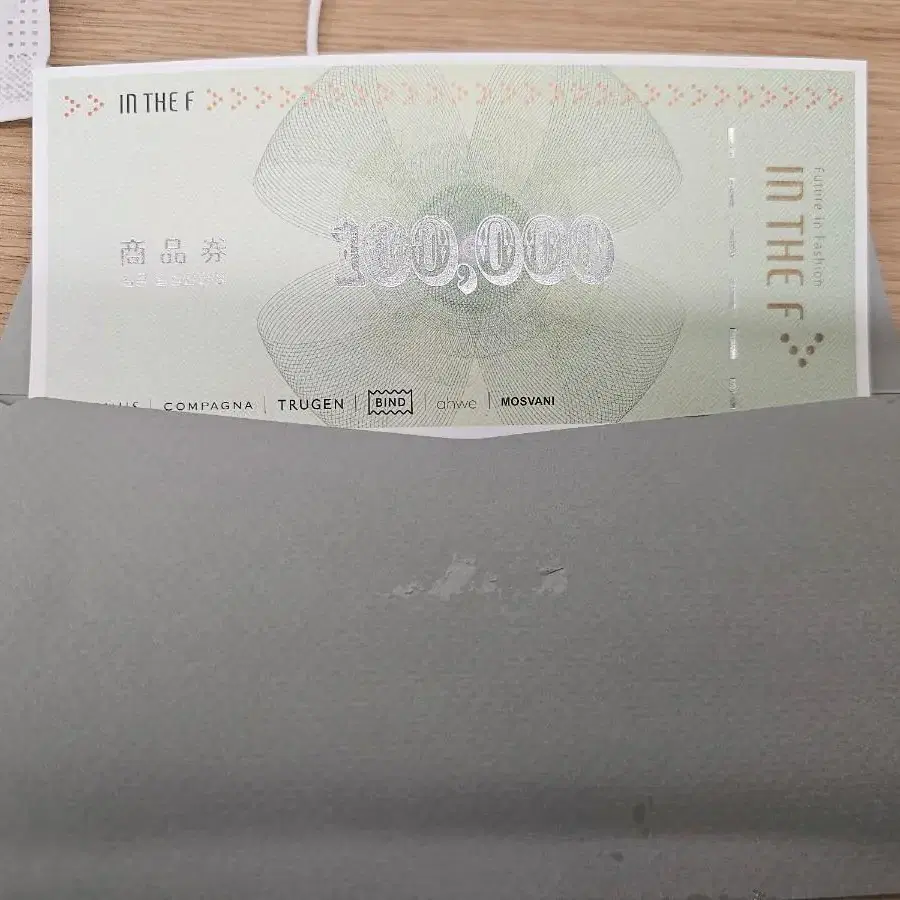 IN THE F
商品券
100,000
COMPAGNA | TRUGEN | BIND | ahwe | MOSVANI
IN THE F
Future in Fashion